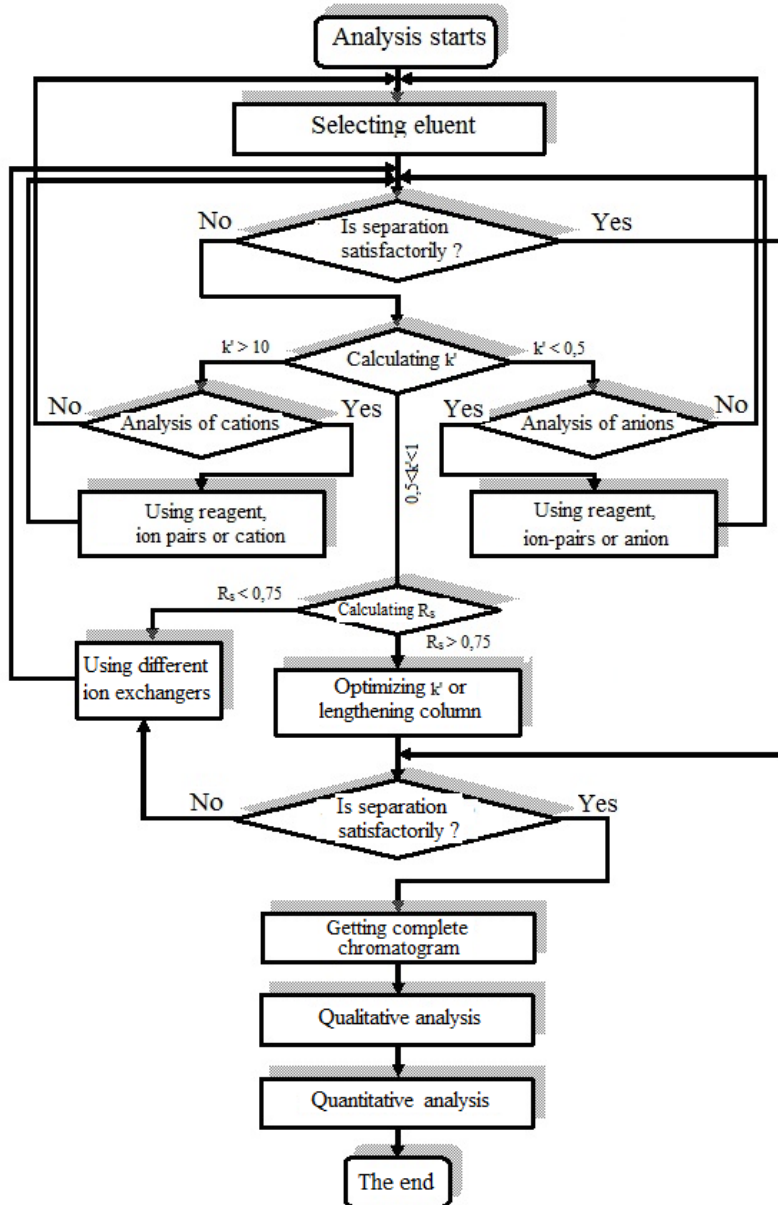 Analysis starts
Selecting eluent
No
Is separation
satisfactorily ?
Yes
k' > 10
Calculating k'
k' < 0,5
No
Analysis of cations
Yes
Yes
Analysis of anions
No
0,5<k'<1
Using reagent,
ion pairs or cation
Using reagent,
ion-pairs or anion
Rs < 0,75
Calculating Rs
Rs > 0,75
Using different
ion exchangers
Optimizing k' or
lengthening column
No
Is separation
satisfactorily ?
Yes
Getting complete
chromatogram
Qualitative analysis
Quantitative analysis
The end